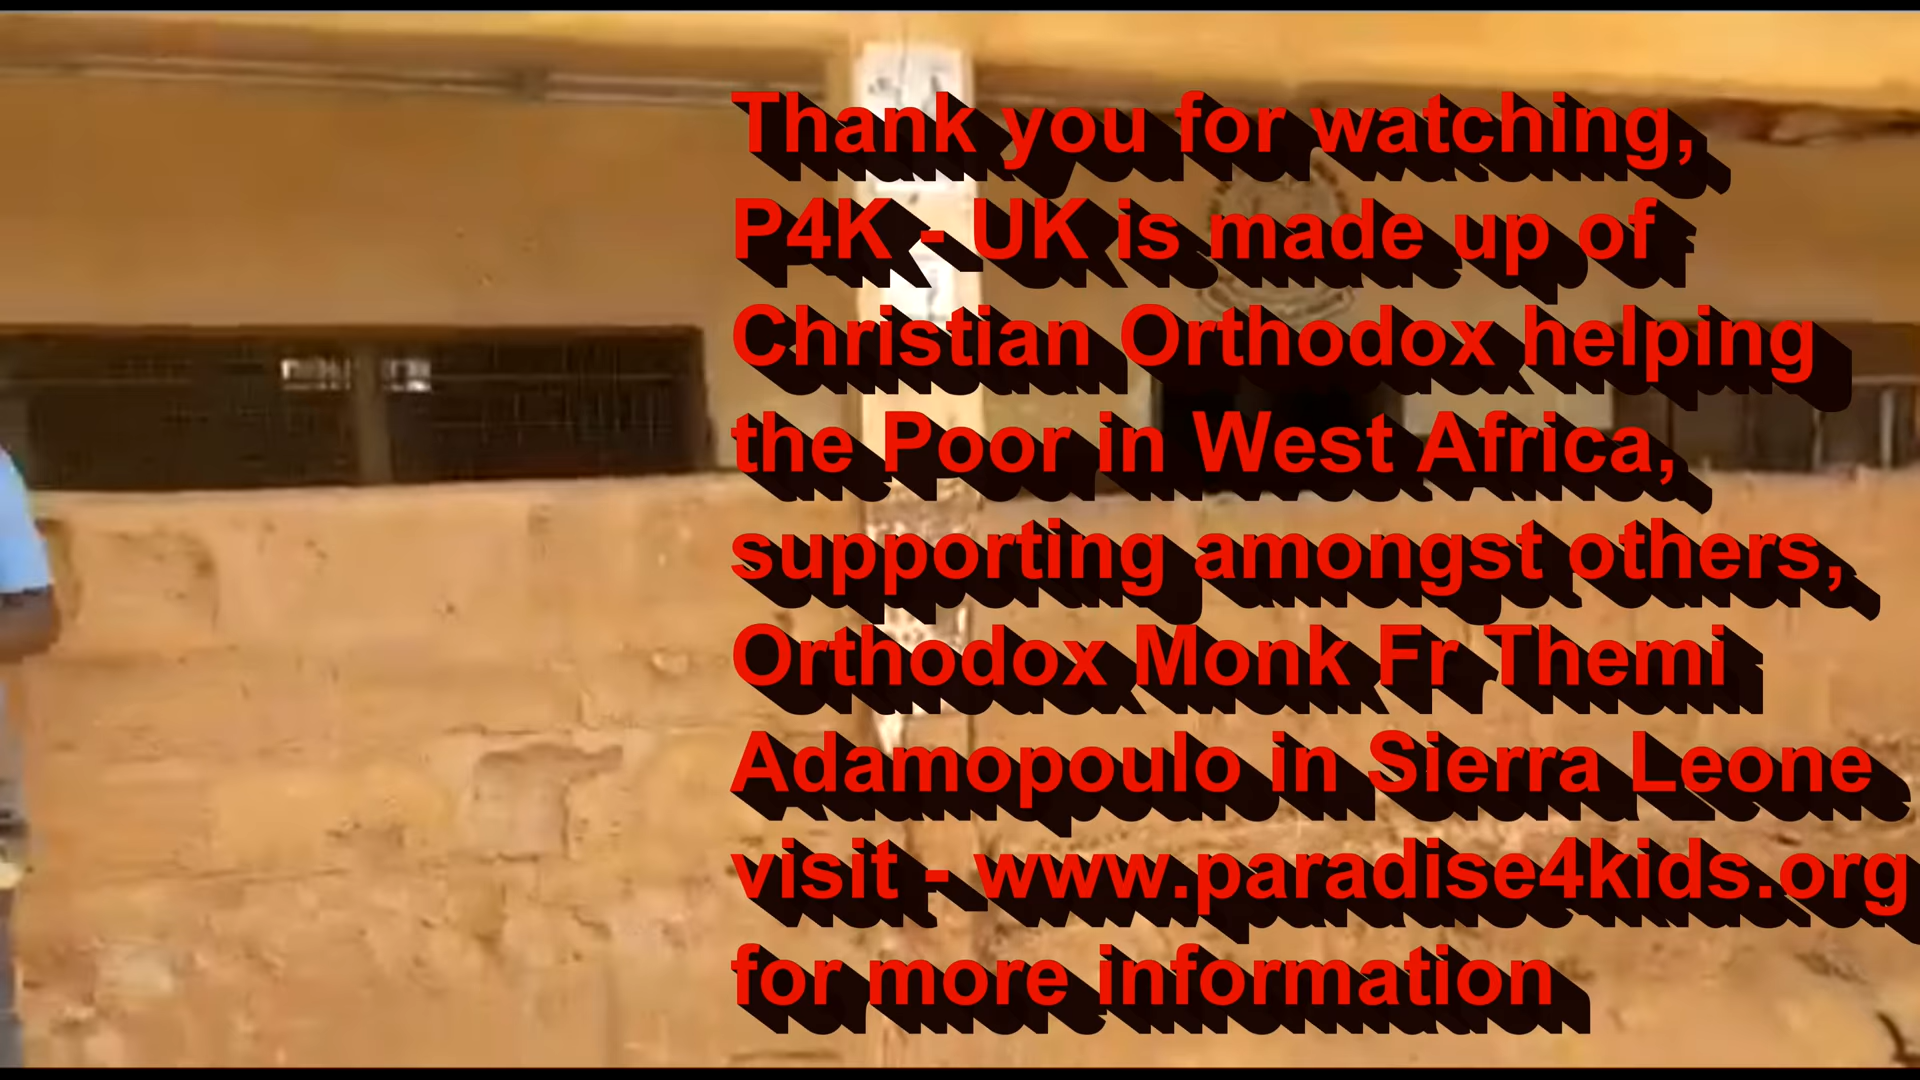 Thank you for watching,
P4K - UK is made up of
Christian Orthodox helping
the Poor in West Africa,
supporting amongst others,
Orthodox Monk Fr Themi
Adamopoulo in Sierra Leone
visit - www.paradise4kids.org
for more information